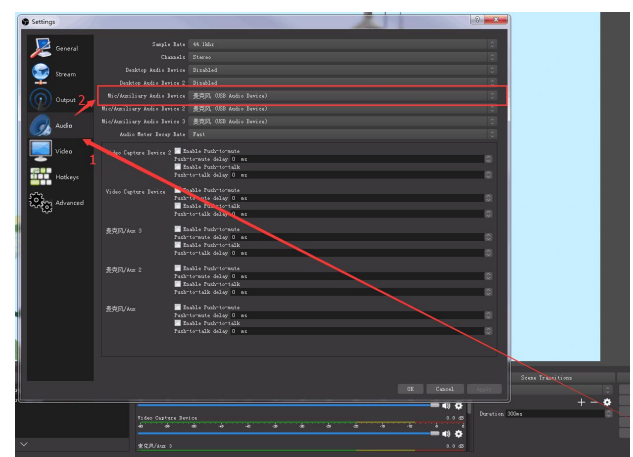 Settings
General
Stream
Output
Audio
Video
Hotkeys
Advanced
2
1
Sample Rate 44.1khz
Channels Stereo
Desktop Audio Device Disabled
Desktop Audio Device 2 Disabled
Mic/Auxiliary Audio Device 麦克风 (USB Audio Device)
Mic/Auxiliary Audio Device 2 麦克风 (USB Audio Device)
Mic/Auxiliary Audio Device 3 麦克风 (USB Audio Device)
Audio Meter Decay Rate Fast
Video Capture Device 2 Enable Push-to-mute
Push-to-mute delay 0 ms
Enable Push-to-talk
Push-to-talk delay 0 ms
Video Capture Device Enable Push-to-mute
Push-to-mute delay 0 ms
Enable Push-to-talk
Push-to-talk delay 0 ms
麦克风/Aux 3 Enable Push-to-mute
Push-to-mute delay 0 ms
Enable Push-to-talk
Push-to-talk delay 0 ms
麦克风/Aux 2 Enable Push-to-mute
Push-to-mute delay 0 ms
Enable Push-to-talk
Push-to-talk delay 0 ms
麦克风/Aux Enable Push-to-mute
Push-to-mute delay 0 ms
Enable Push-to-talk
Push-to-talk delay 0 ms
OK Cancel Apply
Scene Transitions
Duration 300ms
Video Capture Device 0.0 dB
麦克风/Aux 3 0.0 dB